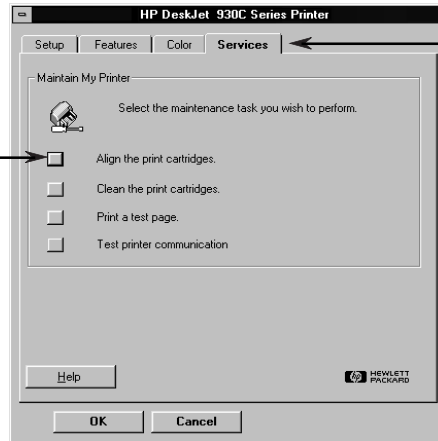 HP DeskJet 930C Series Printer
Setup Features Color Services
Maintain My Printer
Select the maintenance task you wish to perform.
Align the print cartridges.
Clean the print cartridges.
Print a test page.
Test printer communication
Help
hp HEWLETT
PACKARD
OK Cancel